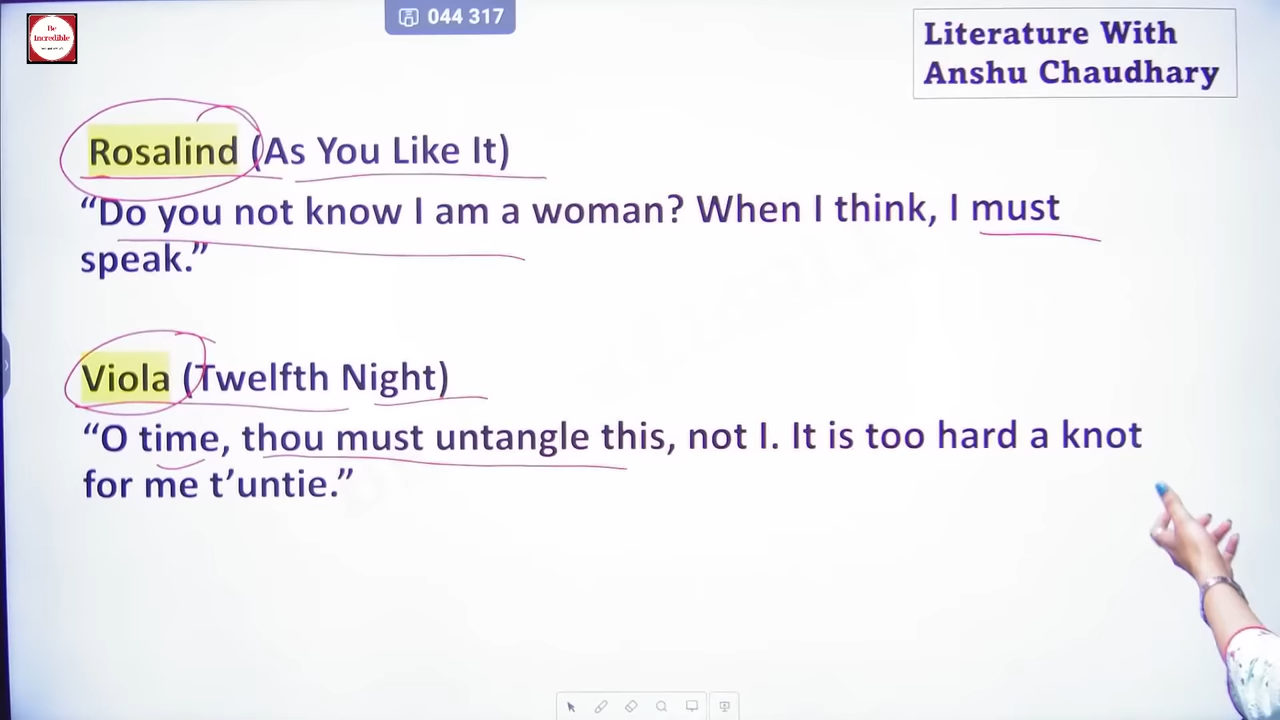 Be
Incredible
044 317
Literature With
Anshu Chaudhary
Rosalind (As You Like It)
“Do you not know I am a woman? When I think, I must
speak.”
Viola (Twelfth Night)
“O time, thou must untangle this, not I. It is too hard a knot
for me t’untie.”